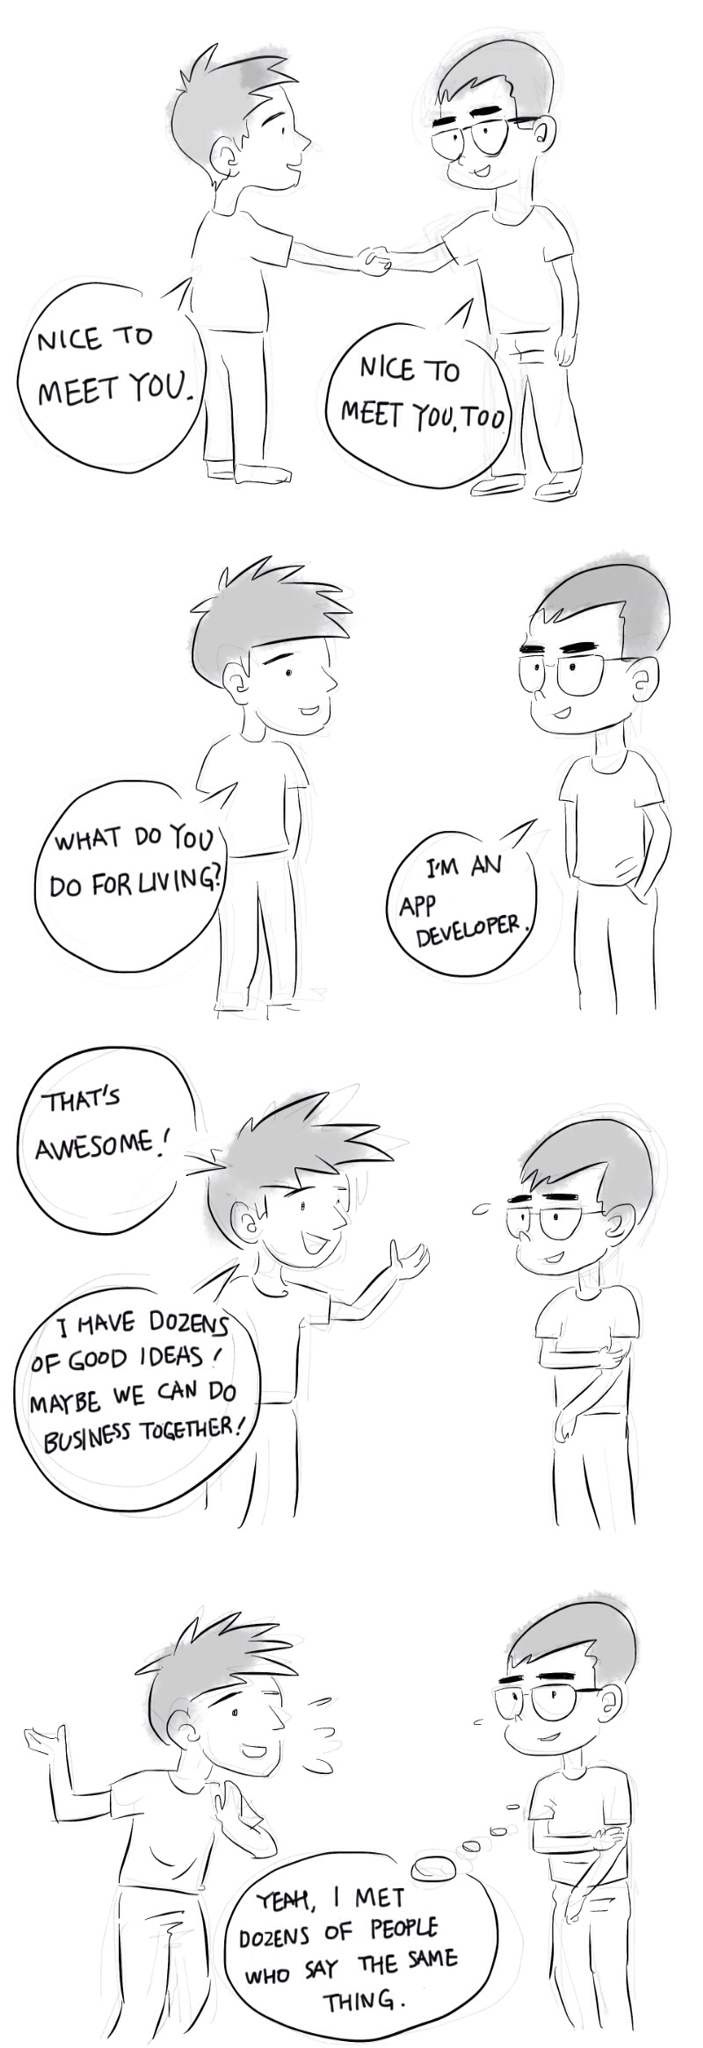 NICE TO
MEET YOU.
NICE TO
MEET YOU, TOO
WHAT DO YOU
DO FOR LIVING?
I'M AN
APP
DEVELOPER.
THAT'S
AWESOME!
I HAVE DOZENS
OF GOOD IDEAS!
MAYBE WE CAN DO
BUSINESS TOGETHER!
YEAH, I MET
DOZENS OF PEOPLE
WHO SAY THE SAME
THING.